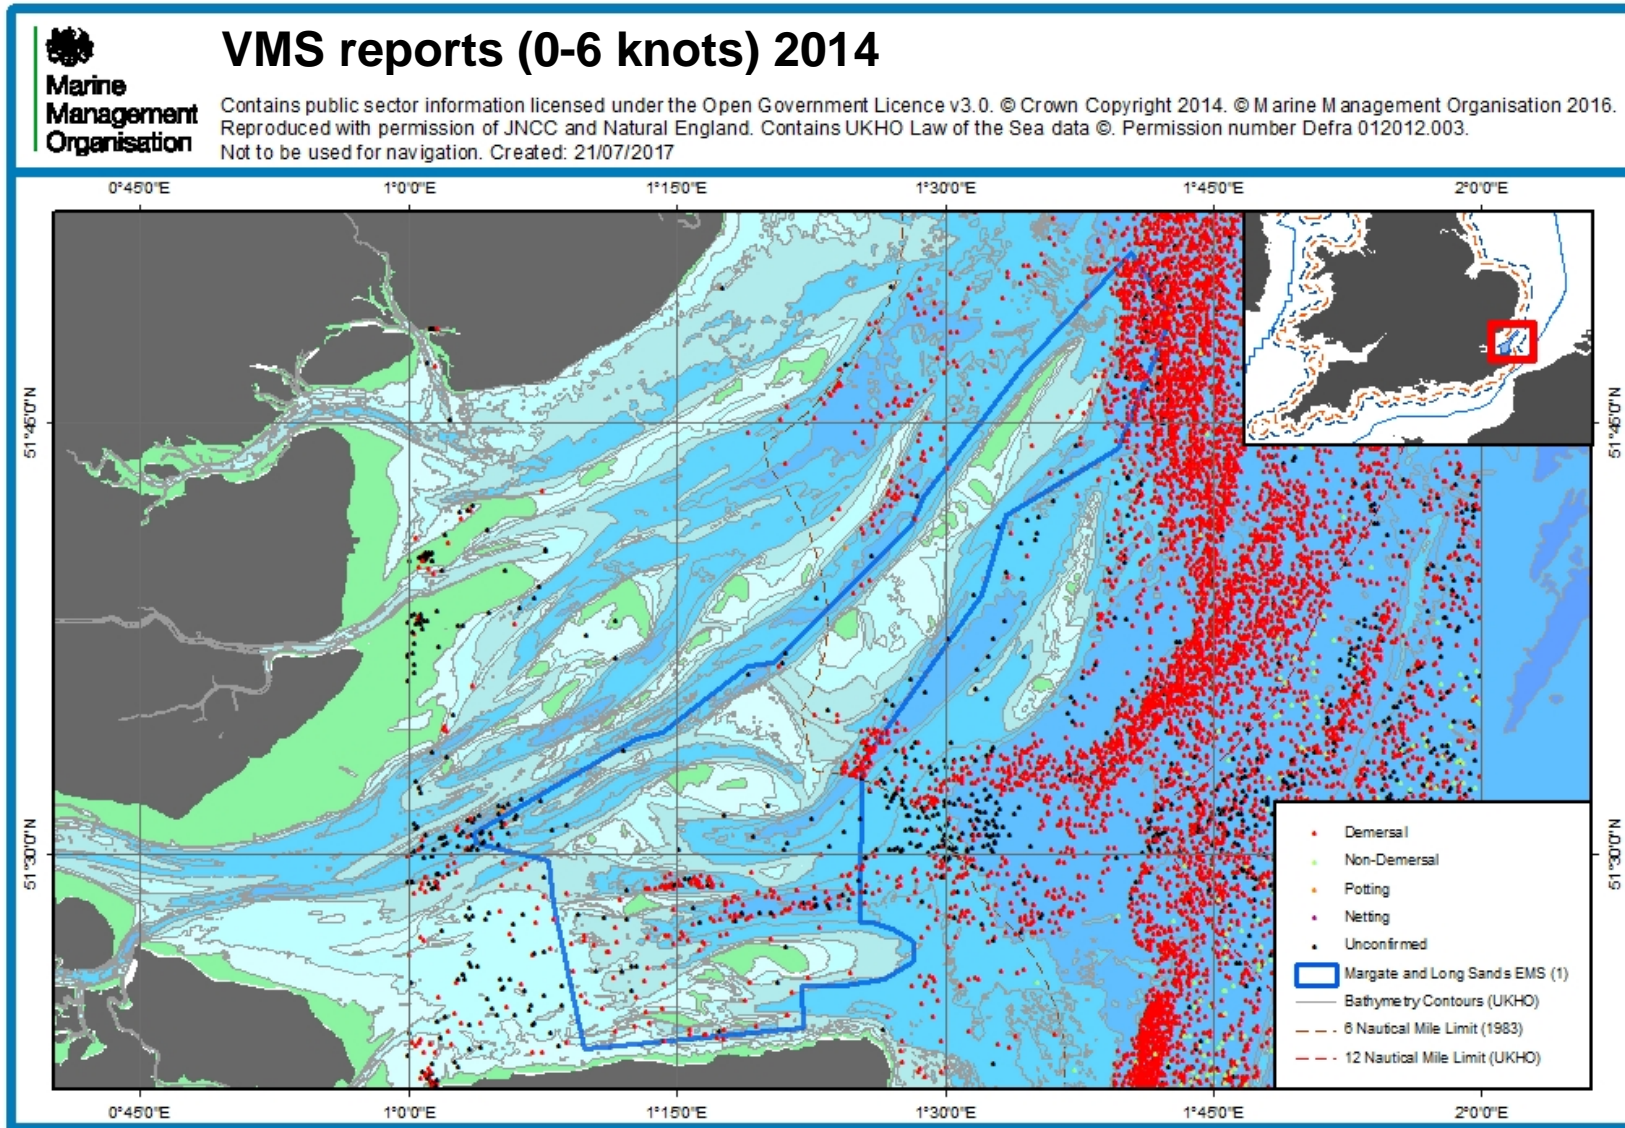 Marine
Management
Organisation
VMS reports (0-6 knots) 2014
Contains public sector information licensed under the Open Government Licence v3.0. © Crown Copyright 2014. © Marine Management Organisation 2016.
Reproduced with permission of JNCC and Natural England. Contains UKHO Law of the Sea data ©. Permission number Defra 012012.003.
Not to be used for navigation. Created: 21/07/2017
0°45'0"E 1°0'0"E 1°15'0"E 1°30'0"E 1°45'0"E 2°0'0"E
51°45'0"N 51°45'0"N
51°30'0"N 51°30'0"N
Demersal
Non-Demersal
Potting
Netting
Unconfirmed
Margate and Long Sands EMS (1)
Bathymetry Contours (UKHO)
6 Nautical Mile Limit (1983)
12 Nautical Mile Limit (UKHO)
0°45'0"E 1°0'0"E 1°15'0"E 1°30'0"E 1°45'0"E 2°0'0"E